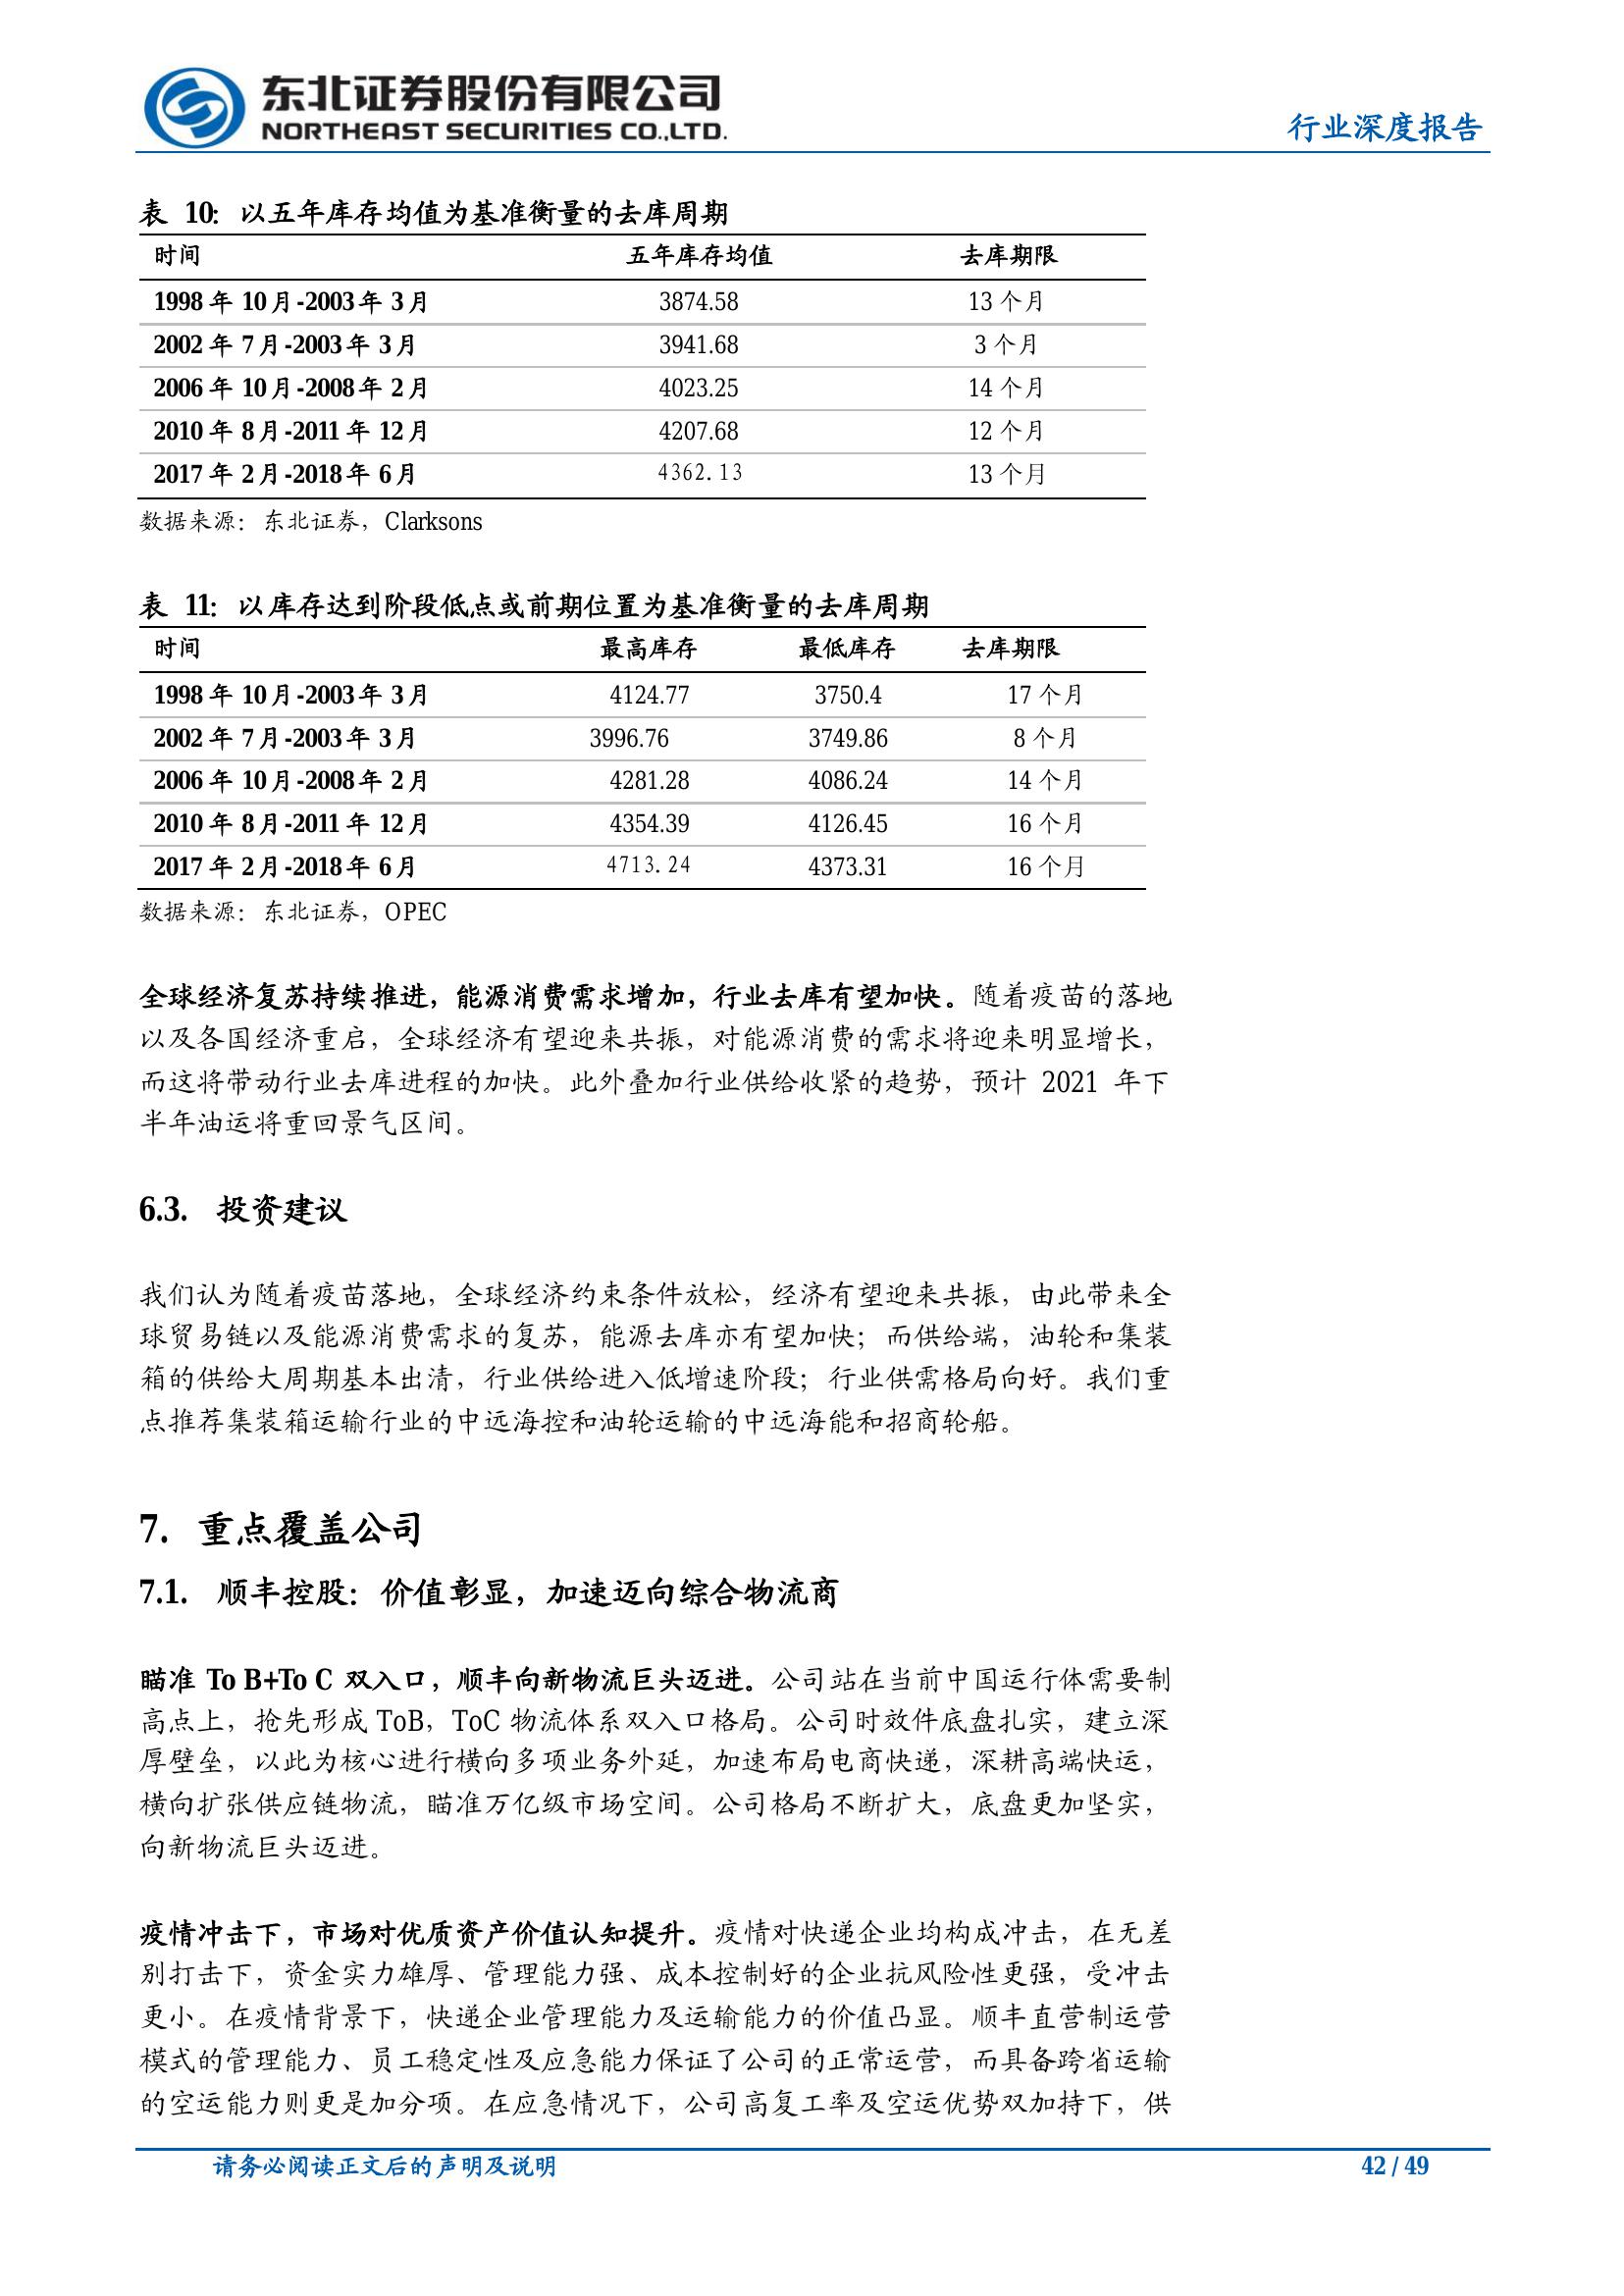 东北证券股份有限公司
NORTHEAST SECURITIES CO.,LTD.
行业深度报告
表 10：以五年库存均值为基准衡量的去库周期
时间 五年库存均值 去库期限
1998 年 10 月-2003 年 3 月 3874.58 13 个月
2002 年 7 月-2003 年 3 月 3941.68 3 个月
2006 年 10 月-2008 年 2 月 4023.25 14 个月
2010 年 8 月-2011 年 12 月 4207.68 12 个月
2017 年 2 月-2018 年 6 月 4362.13 13 个月
数据来源：东北证券，Clarksons
表 11：以库存达到阶段低点或前期位置为基准衡量的去库周期
时间 最高库存 最低库存 去库期限
1998 年 10 月-2003 年 3 月 4124.77 3750.4 17 个月
2002 年 7 月-2003 年 3 月 3996.76 3749.86 8 个月
2006 年 10 月-2008 年 2 月 4281.28 4086.24 14 个月
2010 年 8 月-2011 年 12 月 4354.39 4126.45 16 个月
2017 年 2 月-2018 年 6 月 4713.24 4373.31 16 个月
数据来源：东北证券，OPEC
全球经济复苏持续推进，能源消费需求增加，行业去库有望加快。随着疫苗的落地
以及各国经济重启，全球经济有望迎来共振，对能源消费的需求将迎来明显增长，
而这将带动行业去库进程的加快。此外叠加行业供给收紧的趋势，预计 2021 年下
半年油运将重回景气区间。
6.3. 投资建议
我们认为随着疫苗落地，全球经济约束条件放松，经济有望迎来共振，由此带来全
球贸易链以及能源消费需求的复苏，能源去库亦有望加快；而供给端，油轮和集装
箱的供给大周期基本出清，行业供给进入低增速阶段；行业供需格局向好。我们重
点推荐集装箱运输行业的中远海控和油轮运输的中远海能和招商轮船。
7. 重点覆盖公司
7.1. 顺丰控股：价值彰显，加速迈向综合物流商
瞄准 To B+To C 双入口，顺丰向新物流巨头迈进。公司站在当前中国运行体需要制
高点上，抢先形成 ToB，ToC 物流体系双入口格局。公司时效件底盘扎实，建立深
厚壁垒，以此为核心进行横向多项业务外延，加速布局电商快递，深耕高端快运，
横向扩张供应链物流，瞄准万亿级市场空间。公司格局不断扩大，底盘更加坚实，
向新物流巨头迈进。
疫情冲击下，市场对优质资产价值认知提升。疫情对快递企业均构成冲击，在无差
别打击下，资金实力雄厚、管理能力强、成本控制好的企业抗风险性更强，受冲击
更小。在疫情背景下，快递企业管理能力及运输能力的价值凸显。顺丰直营制运营
模式的管理能力、员工稳定性及应急能力保证了公司的正常运营，而具备跨省运输
的空运能力则更是加分项。在应急情况下，公司高复工率及空运优势双加持下，供
请务必阅读正文后的声明及说明 42 / 49